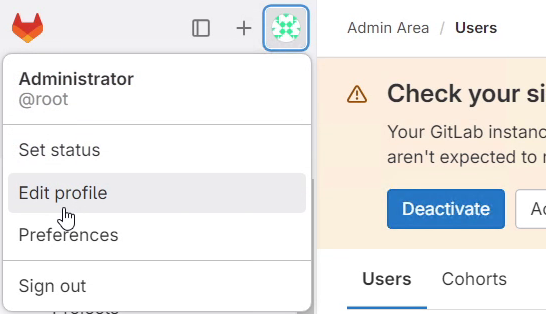 Administrator
@root
Set status
Edit profile
Preferences
Sign out
Projects
Admin Area / Users
Check your si
Your GitLab instanc
aren't expected to
Deactivate
Users
Cohorts